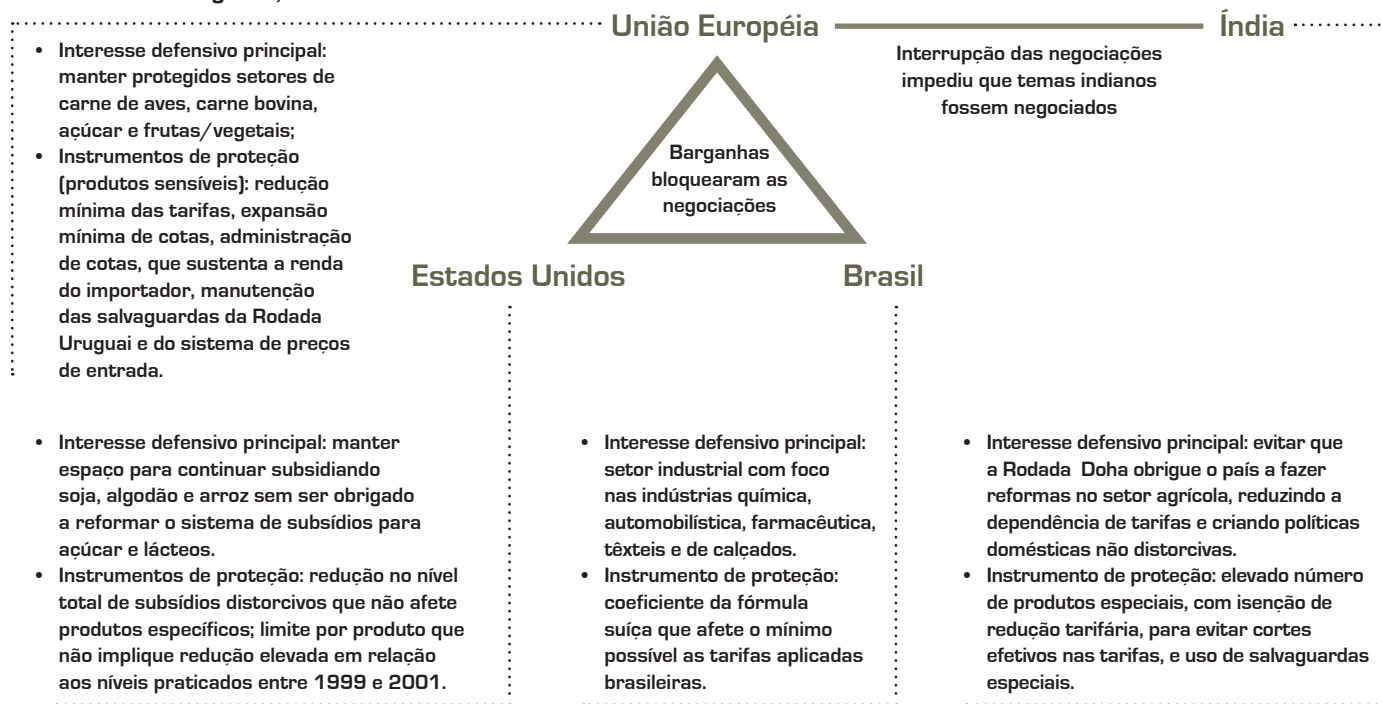 União Européia
Índia
• Interesse defensivo principal:
manter protegidos setores de
carne de aves, carne bovina,
açúcar e frutas/vegetais;
• Instrumentos de proteção
(produtos sensíveis): redução
mínima das tarifas, expansão
mínima de cotas, administração
de cotas, que sustenta a renda
do importador, manutenção
das salvaguardas da Rodada
Uruguai e do sistema de preços
de entrada.
Interrupção das negociações
impediu que temas indianos
fossem negociados
Barganhas
bloquearam as
negociações
Estados Unidos
Brasil
• Interesse defensivo principal: manter
espaço para continuar subsidiando
soja, algodão e arroz sem ser obrigado
a reformar o sistema de subsídios para
açúcar e lácteos.
• Instrumentos de proteção: redução no nível
total de subsídios distorcivos que não afete
produtos específicos; limite por produto que
não implique redução elevada em relação
aos níveis praticados entre 1999 e 2001.
• Interesse defensivo principal:
setor industrial com foco
nas indústrias química,
automobilística, farmacêutica,
têxteis e de calçados.
• Instrumento de proteção:
coeficiente da fórmula
suíça que afete o mínimo
possível as tarifas aplicadas
brasileiras.
• Interesse defensivo principal: evitar que
a Rodada Doha obrigue o país a fazer
reformas no setor agrícola, reduzindo a
dependência de tarifas e criando políticas
domésticas não distorcivas.
• Instrumento de proteção: elevado número
de produtos especiais, com isenção de
redução tarifária, para evitar cortes
efetivos nas tarifas, e uso de salvaguardas
especiais.